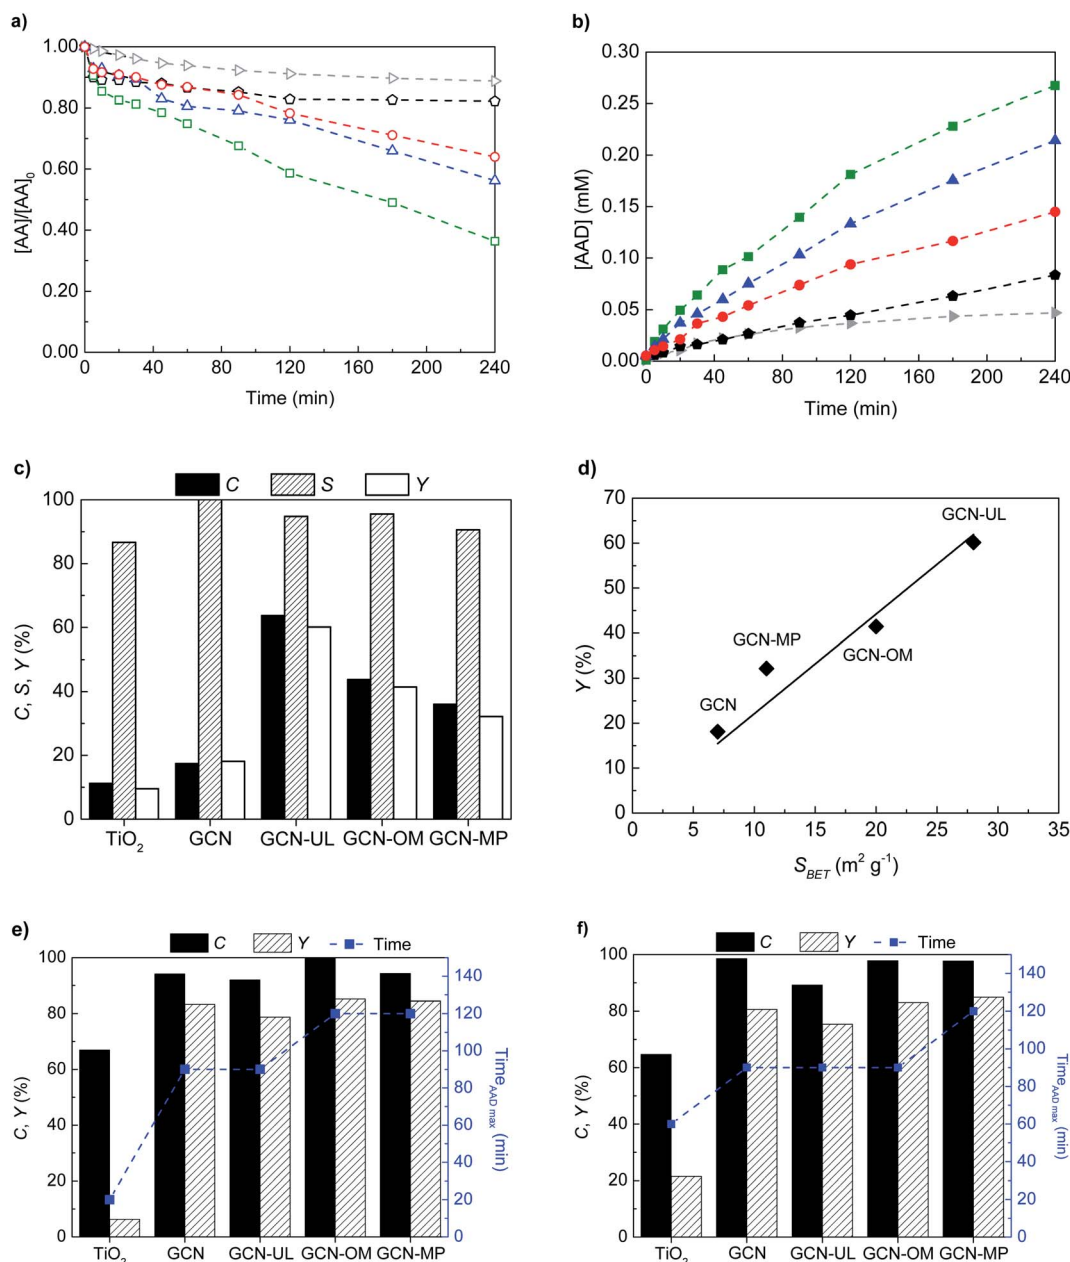 a)
1.00
0.80
0.60
0.40
0.20
0.00
[AA]/[AA]0
0 40 80 120 160 200 240
Time (min)
b)
0.30
0.25
0.20
0.15
0.10
0.05
0.00
[AAD] (mM)
0 40 80 120 160 200 240
Time (min)
c)
C S Y
100
80
60
40
20
0
C, S, Y (%)
TiO2 GCN GCN-UL GCN-OM GCN-MP
d)
70
60
50
40
30
20
10
0
Y (%)
GCN-UL
GCN-MP
GCN-OM
GCN
0 5 10 15 20 25 30 35
SBET (m2 g-1)
e)
C Y Time
100
80
60
40
20
0
C, Y (%)
140
120
100
80
60
40
20
0
TimeAAD max (min)
TiO2 GCN GCN-UL GCN-OM GCN-MP
f)
C Y Time
100
80
60
40
20
0
C, Y (%)
140
120
100
80
60
40
20
0
TimeAAD max (min)
TiO2 GCN GCN-UL GCN-OM GCN-MP